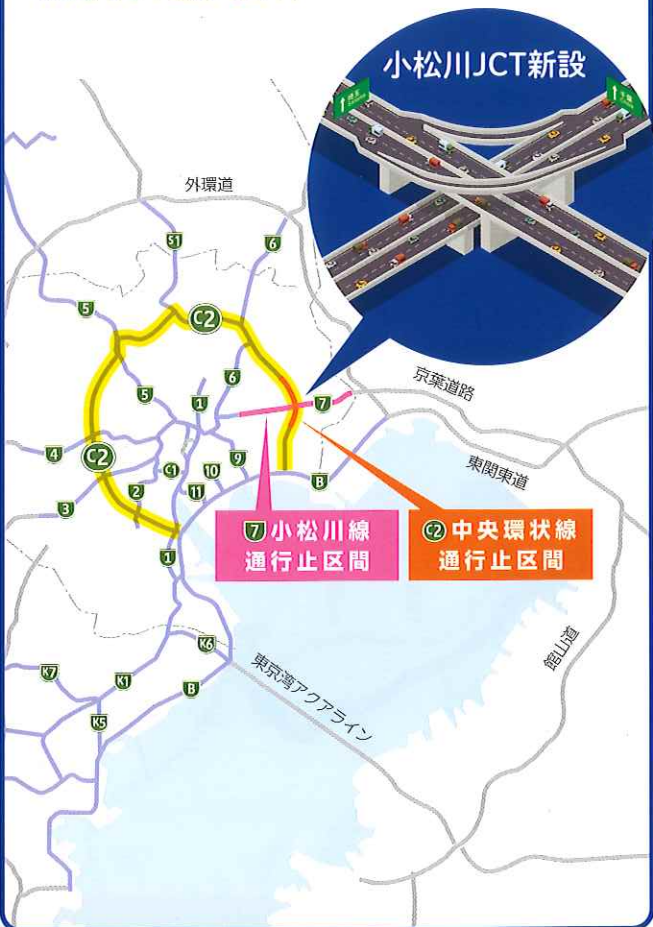 小松川JCT新設
外環道
S1
6
5
C2
5
6
1
7
京葉道路
4
C2
C1
10
9
東関東道
3
2
11
B
1
7 小松川線
通行止区間
C2 中央環状線
通行止区間
館山道
K6
東京湾アクアライン
K7
K1
B
K5